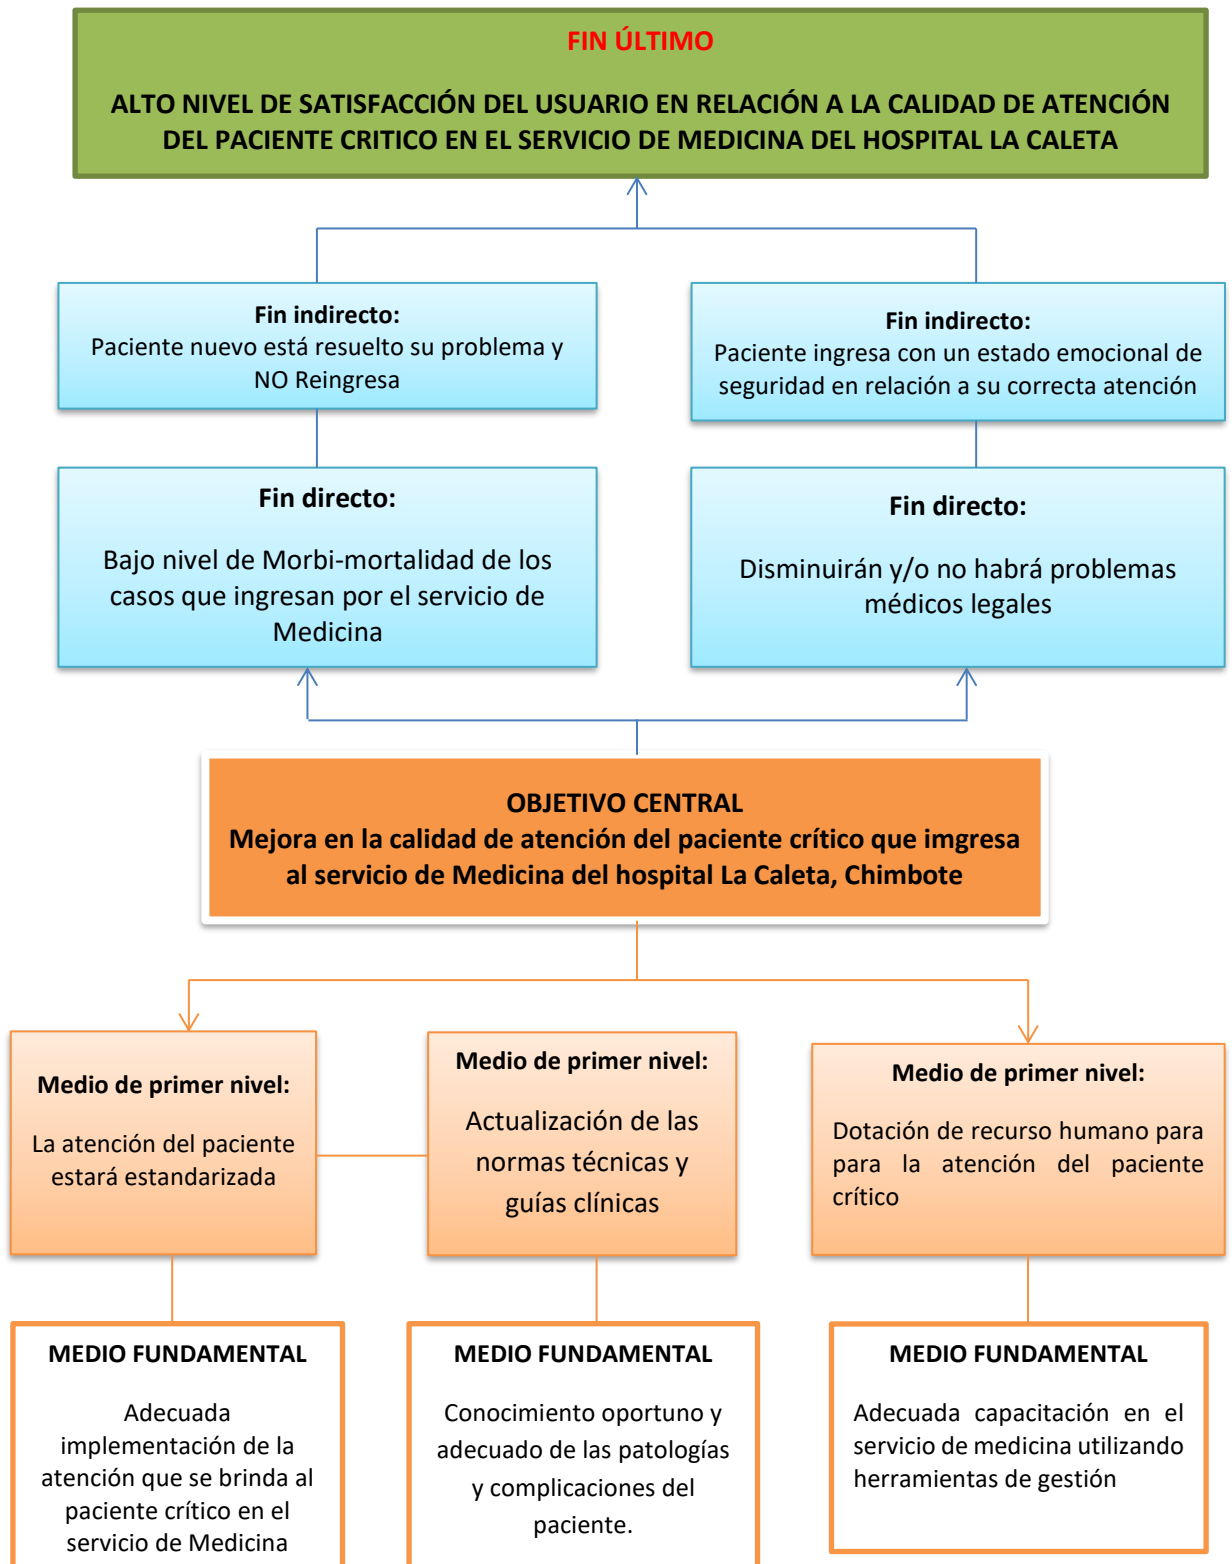 FIN ÚLTIMO
ALTO NIVEL DE SATISFACCIÓN DEL USUARIO EN RELACIÓN A LA CALIDAD DE ATENCIÓN
DEL PACIENTE CRITICO EN EL SERVICIO DE MEDICINA DEL HOSPITAL LA CALETA
Fin indirecto:
Paciente nuevo está resuelto su problema y
NO Reingresa
Fin indirecto:
Paciente ingresa con un estado emocional de
seguridad en relación a su correcta atención
Fin directo:
Bajo nivel de Morbi-mortalidad de los
casos que ingresan por el servicio de
Medicina
Fin directo:
Disminuirán y/o no habrá problemas
médicos legales
OBJETIVO CENTRAL
Mejora en la calidad de atención del paciente crítico que imgresa
al servicio de Medicina del hospital La Caleta, Chimbote
Medio de primer nivel:
La atención del paciente
estará estandarizada
Medio de primer nivel:
Actualización de las
normas técnicas y
guías clínicas
Medio de primer nivel:
Dotación de recurso humano para
para la atención del paciente
crítico
MEDIO FUNDAMENTAL
Adecuada
implementación de la
atención que se brinda al
paciente crítico en el
servicio de Medicina
MEDIO FUNDAMENTAL
Conocimiento oportuno y
adecuado de las patologías
y complicaciones del
paciente.
MEDIO FUNDAMENTAL
Adecuada capacitación en el
servicio de medicina utilizando
herramientas de gestión